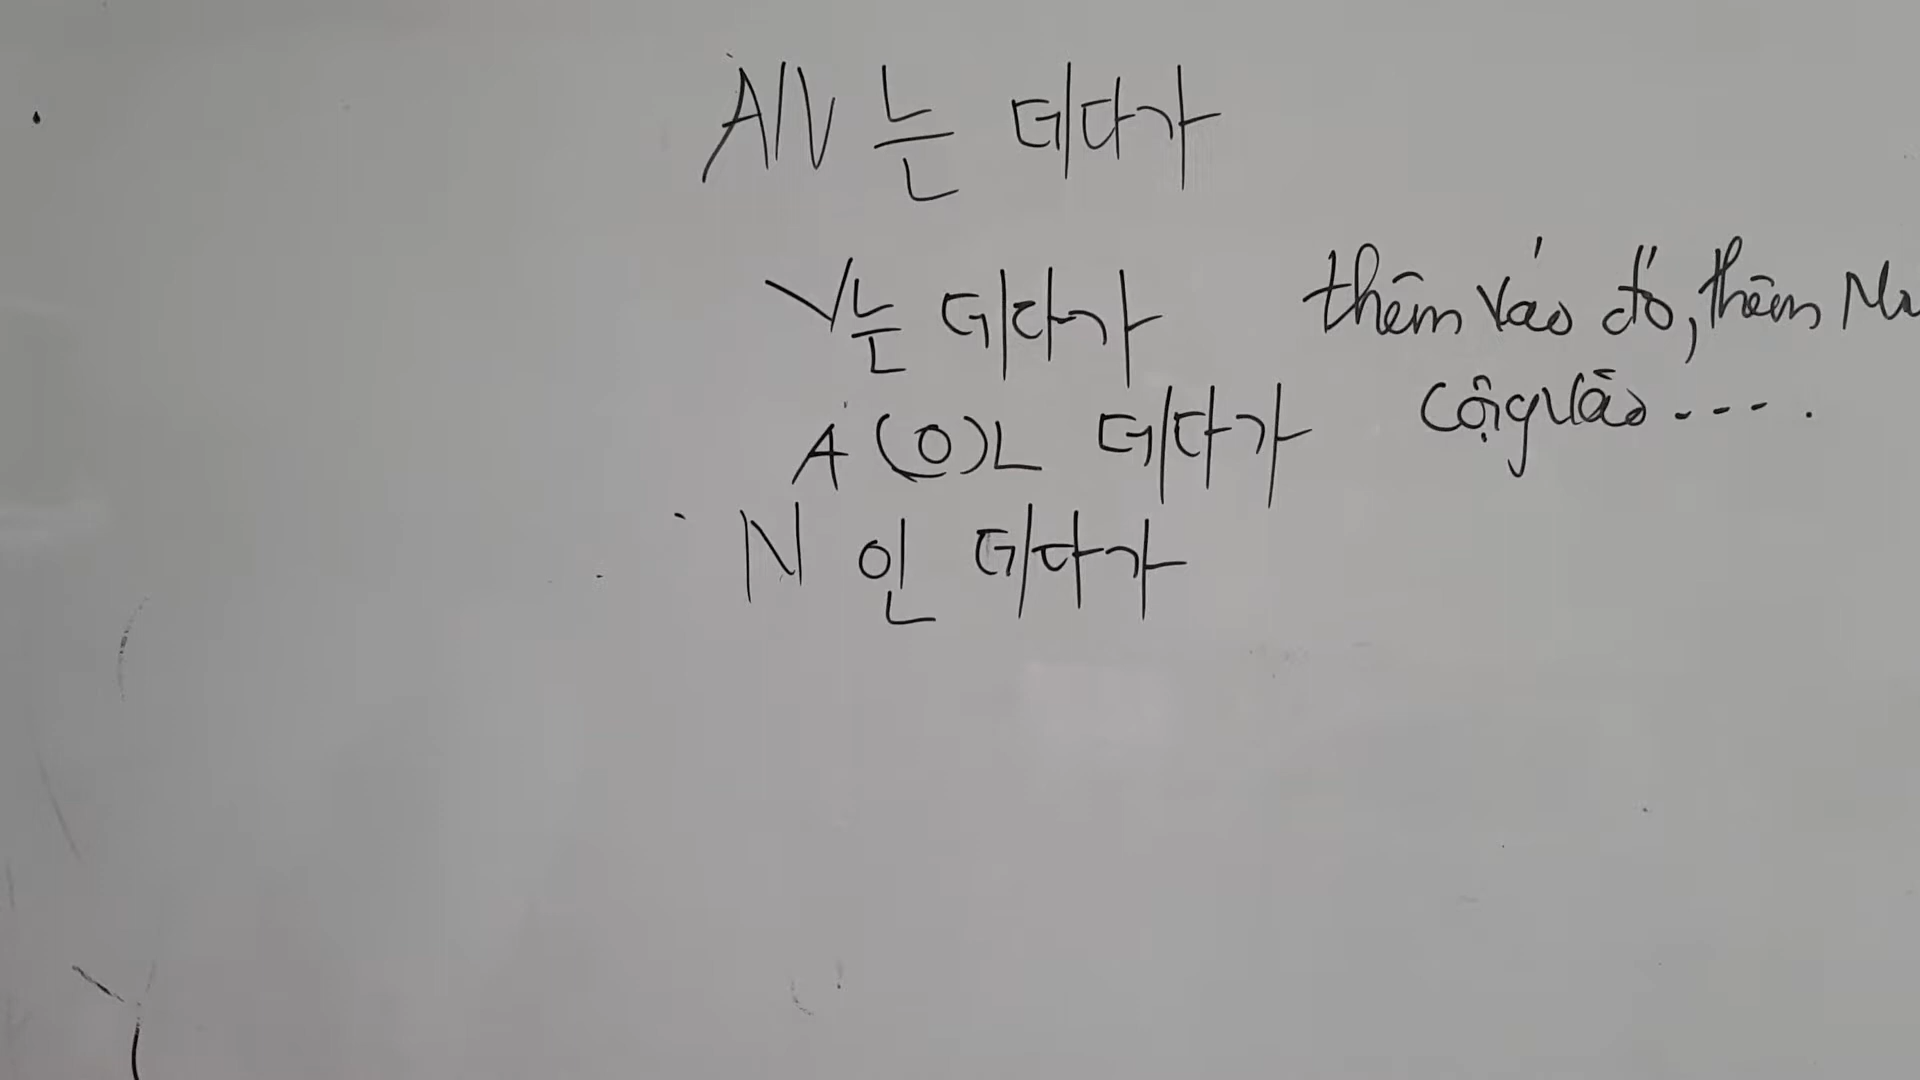 A/V 는 데다가
V는 데다가 thêm vào đó, thêm
A (으)ㄴ 데다가 cộng vào ----.
N 인 데다가